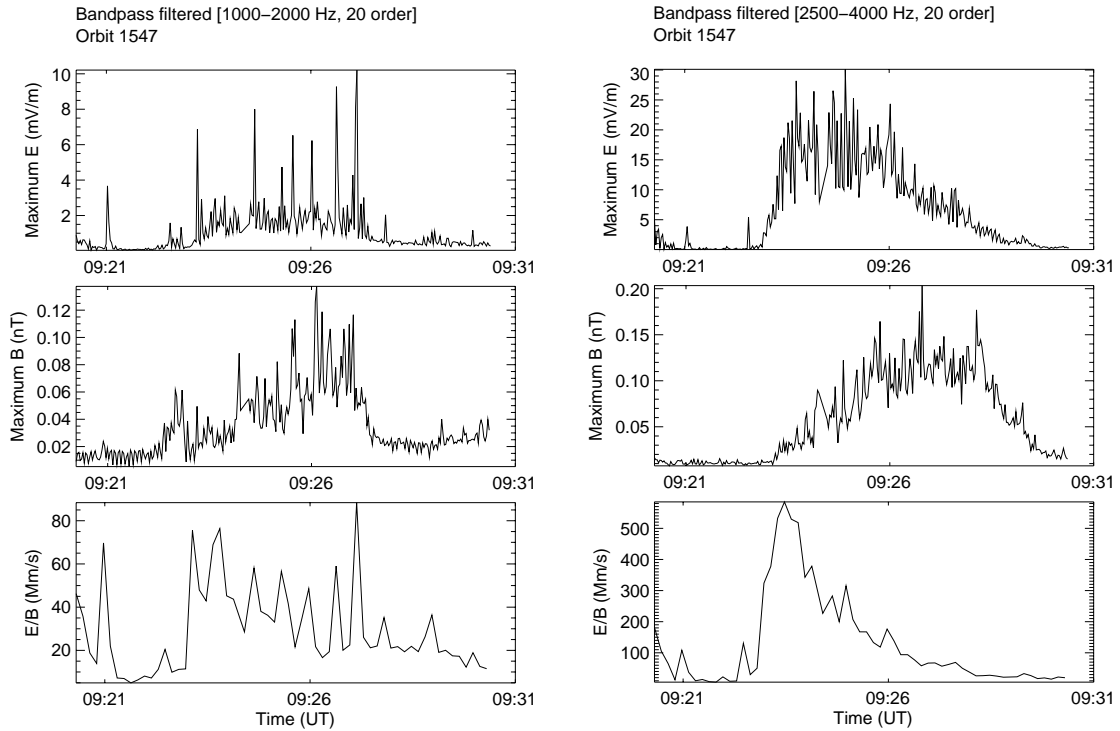 Bandpass filtered [1000−2000 Hz, 20 order]
Orbit 1547
Maximum E (mV/m)
10
8
6
4
2
09:21 09:26 09:31
Maximum B (nT)
0.12
0.10
0.08
0.06
0.04
0.02
09:21 09:26 09:31
E/B (Mm/s)
80
60
40
20
09:21 09:26 09:31
Time (UT)
Bandpass filtered [2500−4000 Hz, 20 order]
Orbit 1547
Maximum E (mV/m)
30
25
20
15
10
5
09:21 09:26 09:31
Maximum B (nT)
0.20
0.15
0.10
0.05
09:21 09:26 09:31
E/B (Mm/s)
500
400
300
200
100
09:21 09:26 09:31
Time (UT)